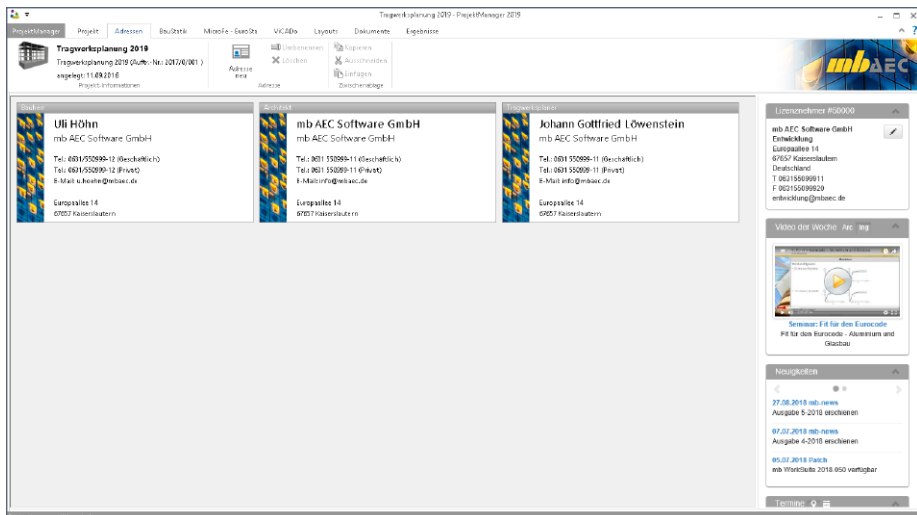 Tragwerksplanung 2019 - ProjektManager 2019
ProjektManager Projekt Adressen BauStatik MicroFe - EuroSta ViCADo Layouts Dokumente Ergebnisse
Tragwerksplanung 2019
Tragwerksplanung 2019 (Auftr.-Nr.: 2017/0/001 )
angelegt: 11.09.2016
Projekt-Informationen
Adresse
neu
Umbenennen
Löschen
Adresse
Kopieren
Ausschneiden
Einfügen
Zwischenablage
mbAEC
Bauherr
Uli Höhn
mb AEC Software GmbH
Tel.: 0631/550999-12 (Geschäftlich)
Tel.: 0631/550999-12 (Privat)
E-Mail: u.hoehn@mbaec.de
Europaallee 14
67657 Kaiserslautern
Architekt
mb AEC Software GmbH
mb AEC Software GmbH
Tel.: 0631 550999-11 (Geschäftlich)
Tel.: 0631 550999-11 (Privat)
E-Mail: info@mbaec.de
Europaallee 14
67657 Kaiserslautern
Tragwerksplaner
Johann Gottfried Löwenstein
mb AEC Software GmbH
Tel.: 0631 550999-11 (Geschäftlich)
Tel.: 0631 550999-11 (Privat)
E-Mail: info@mbaec.de
Europaallee 14
67657 Kaiserslautern
Lizenznehmer #50000
mb AEC Software GmbH
Entwicklung
Europaallee 14
67657 Kaiserslautern
Deutschland
T 063155099911
F 063155099920
entwicklung@mbaec.de
Video der Woche Arc Ing
Seminar: Fit für den Eurocode
Fit für den Eurocode - Aluminium und
Glasbau
Neuigkeiten
27.08.2018 mb-news
Ausgabe 5-2018 erschienen
07.07.2018 mb-news
Ausgabe 4-2018 erschienen
05.07.2018 Patch
mb WorkSuite 2018.050 verfügbar
Termine